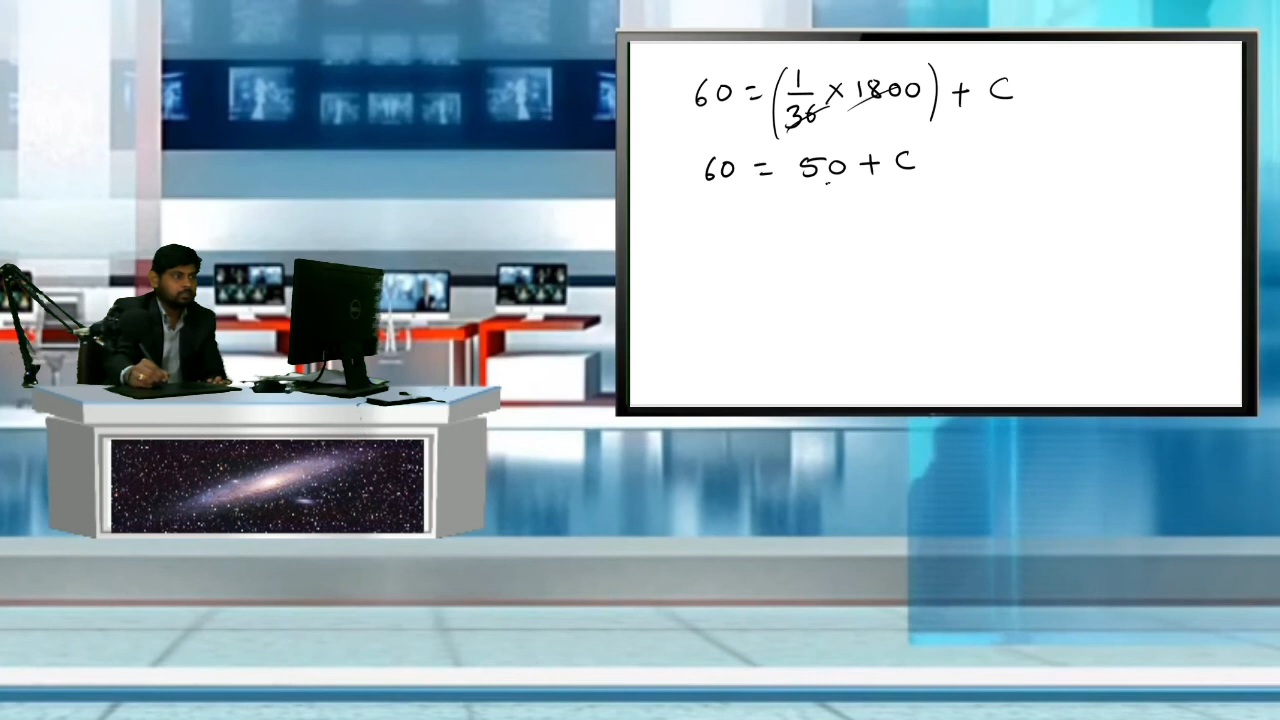 60 = (1/36 × 1800) + C
60 = 50 + C